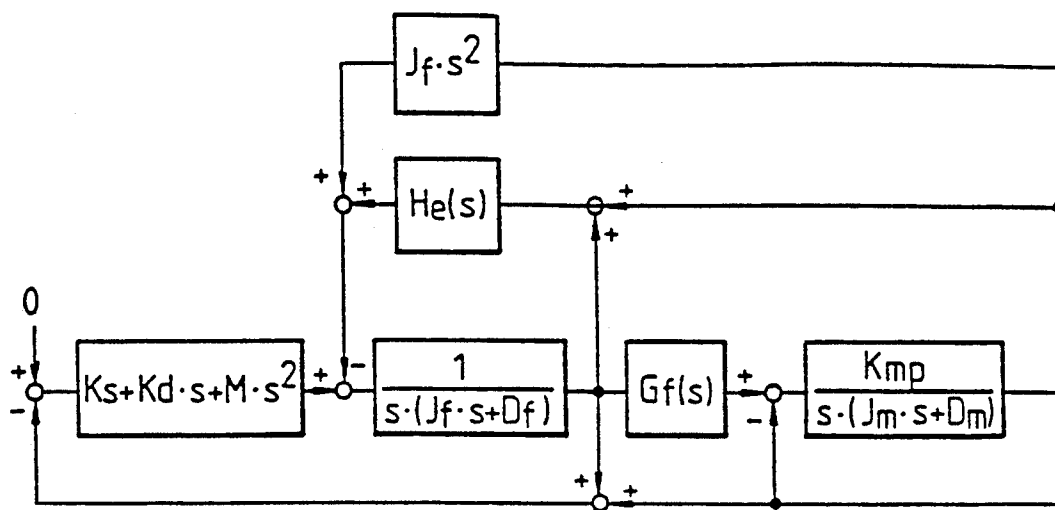 Jf·s²
+
+
He(s)
+
+
0
+
-
Ks+Kd·s+M·s²
+
-
1
s·(Jf·s+Df)
Gf(s)
+
-
Kmp
s·(Jm·s+Dm)
+
+